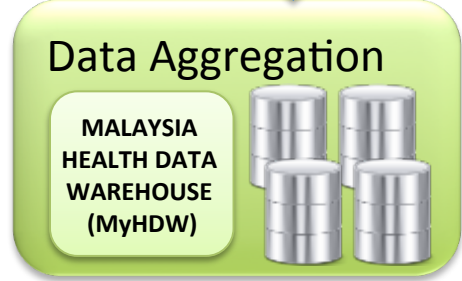 Data Aggregation
MALAYSIA
HEALTH DATA
WAREHOUSE
(MyHDW)